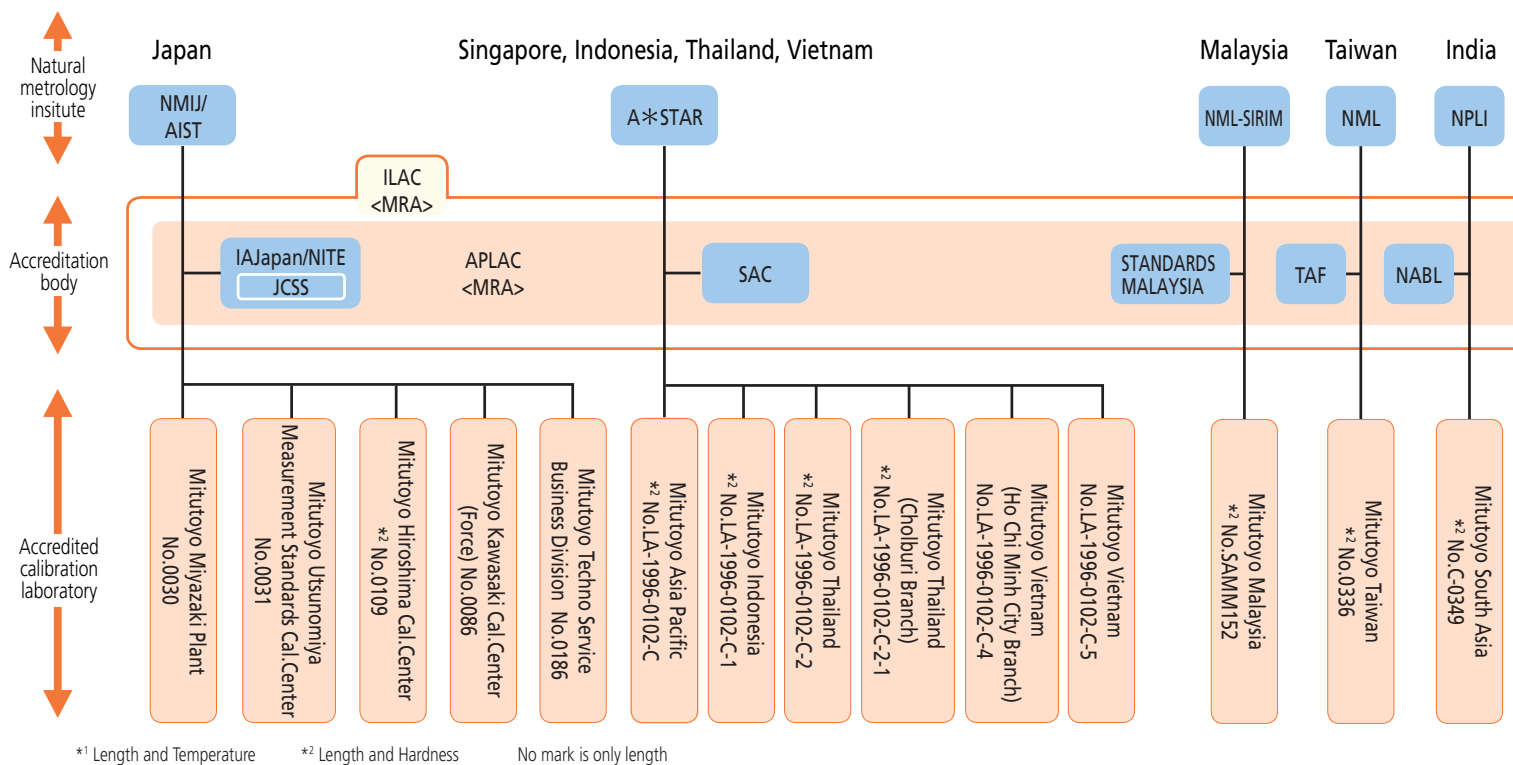 Japan
Singapore, Indonesia, Thailand, Vietnam
Malaysia
Taiwan
India
Natural
metrology
insitute
NMIJ/
AIST
A*STAR
NML-SIRIM
NML
NPLI
ILAC
<MRA>
Accreditation
body
IAJapan/NITE
JCSS
APLAC
<MRA>
SAC
STANDARDS
MALAYSIA
TAF
NABL
Accredited
calibration
laboratory
Mitutoyo Miyazaki Plant
No.0030
Mitutoyo Utsunomiya
Measurement Standards Cal.Center
No.0031
Mitutoyo Hiroshima Cal.Center
*2 No.0109
Mitutoyo Kawasaki Cal.Center
(Force) No.0086
Mitutoyo Techno Service
Business Division No.0186
Mitutoyo Asia Pacific
*2 No.LA-1996-0102-C
Mitutoyo Indonesia
*2 No.LA-1996-0102-C-1
Mitutoyo Thailand
*2 No.LA-1996-0102-C-2
Mitutoyo Thailand
(Cholburi Branch)
*2 No.LA-1996-0102-C-2-1
Mitutoyo Vietnam
(Ho Chi Minh City Branch)
No.LA-1996-0102-C-4
Mitutoyo Vietnam
No.LA-1996-0102-C-5
Mitutoyo Malaysia
*2 No.SAMM152
Mitutoyo Taiwan
*2 No.0336
Mitutoyo South Asia
*2 No.C-0349
*1 Length and Temperature *2 Length and Hardness No mark is only length